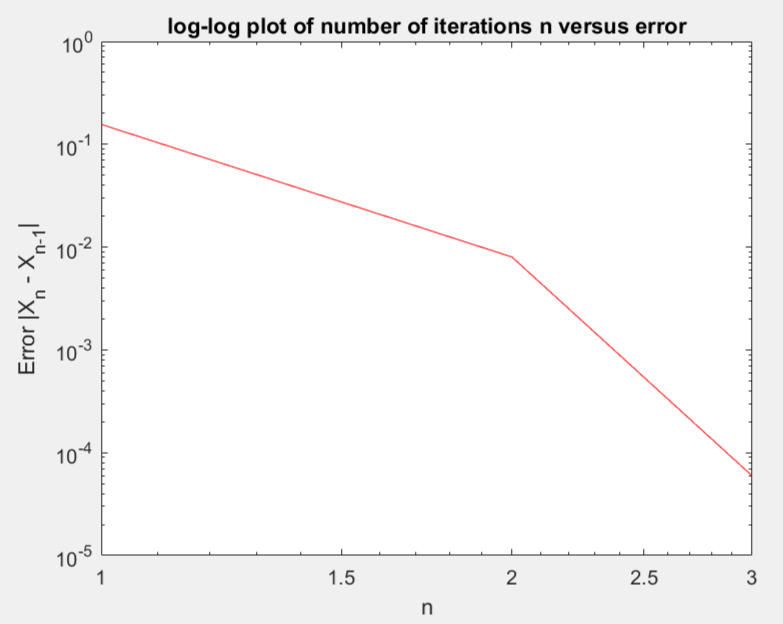 log-log plot of number of iterations n versus error
10^0
10^-1
10^-2
10^-3
10^-4
10^-5
Error |X_n - X_{n-1}|
1 1.5 2 2.5 3
n